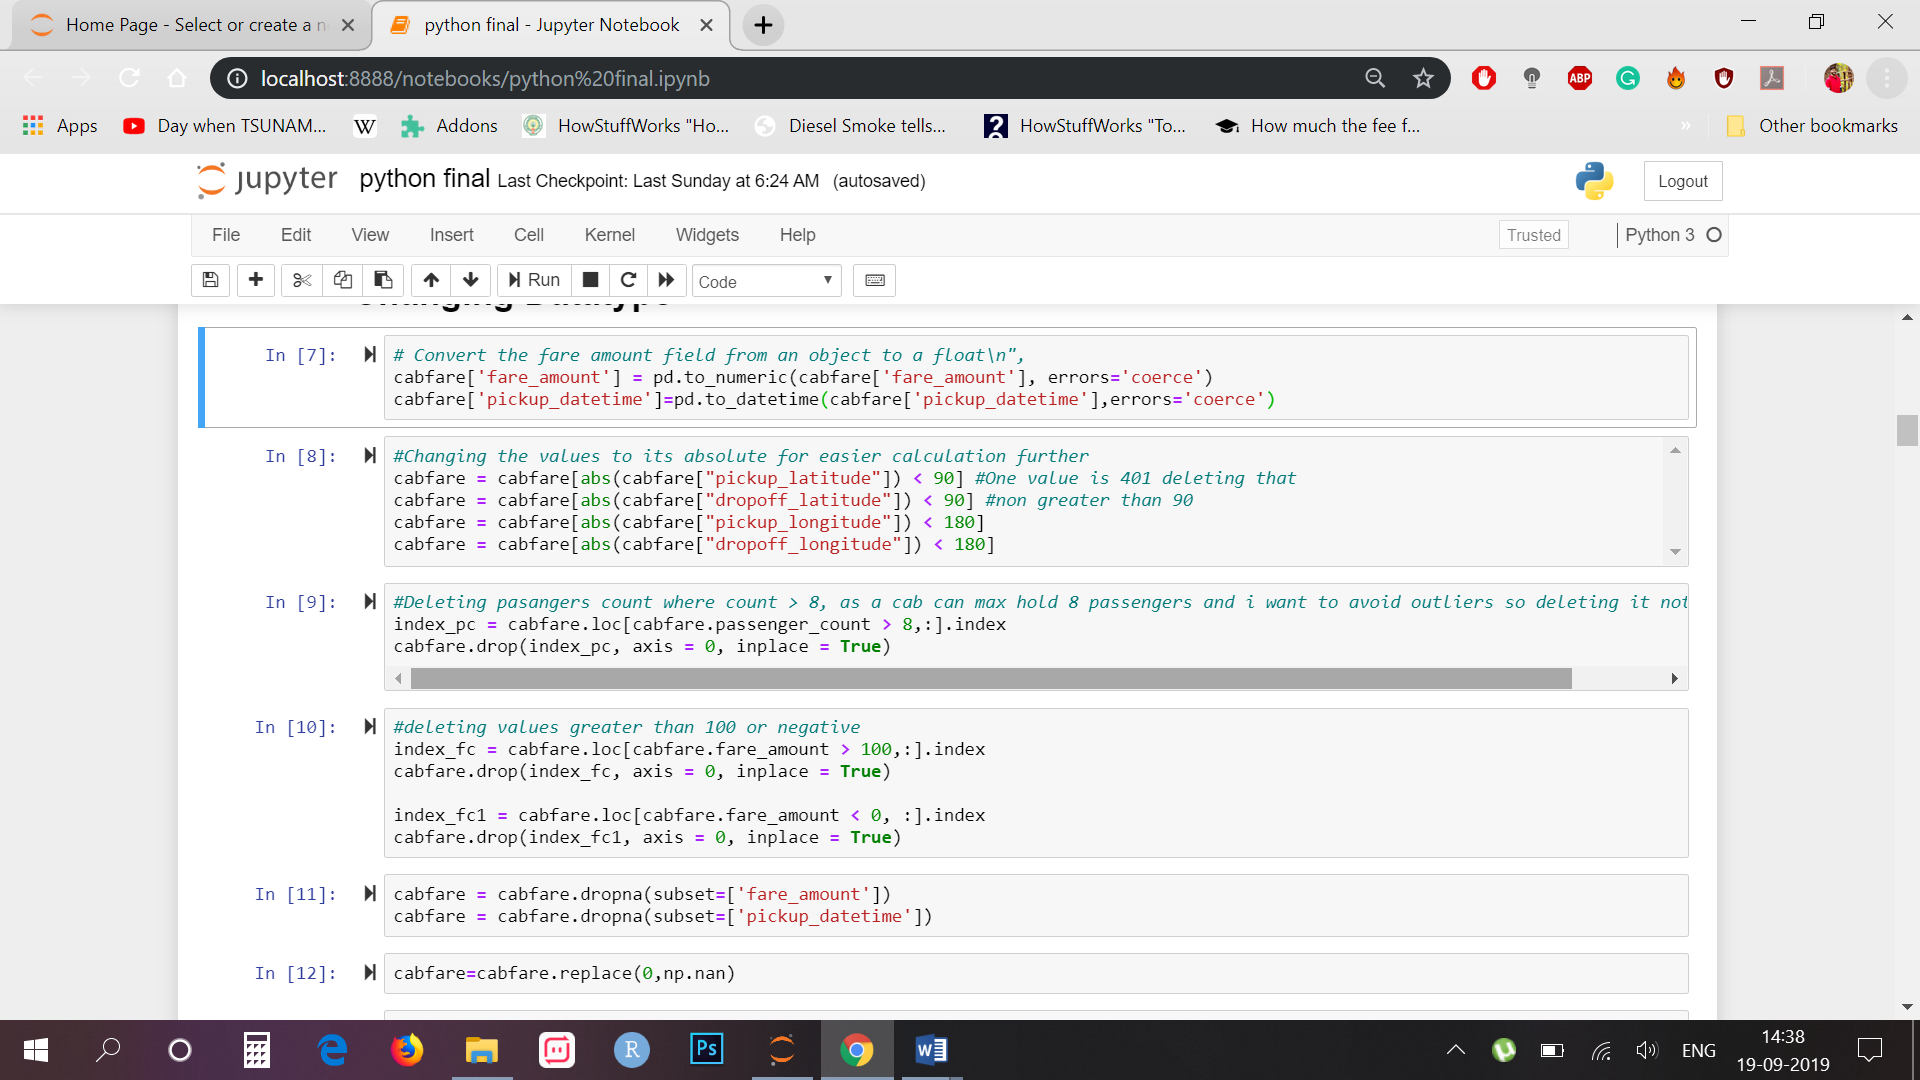 Home Page - Select or create a n
python final - Jupyter Notebook
localhost:8888/notebooks/python%20final.ipynb
ABP
Apps
Day when TSUNAM...
W
Addons
HowStuffWorks "Ho...
Diesel Smoke tells...
HowStuffWorks "To...
How much the fee f...
Other bookmarks
jupyter python final Last Checkpoint: Last Sunday at 6:24 AM (autosaved)
Logout
File Edit View Insert Cell Kernel Widgets Help
Trusted
Python 3
Run
Code
Changing Datatype
In [7]:
# Convert the fare amount field from an object to a float\n",
cabfare['fare_amount'] = pd.to_numeric(cabfare['fare_amount'], errors='coerce')
cabfare['pickup_datetime']=pd.to_datetime(cabfare['pickup_datetime'],errors='coerce')
In [8]:
#Changing the values to its absolute for easier calculation further
cabfare = cabfare[abs(cabfare["pickup_latitude"]) < 90] #One value is 401 deleting that
cabfare = cabfare[abs(cabfare["dropoff_latitude"]) < 90] #non greater than 90
cabfare = cabfare[abs(cabfare["pickup_longitude"]) < 180]
cabfare = cabfare[abs(cabfare["dropoff_longitude"]) < 180]
In [9]:
#Deleting pasangers count where count > 8, as a cab can max hold 8 passengers and i want to avoid outliers so deleting it not
index_pc = cabfare.loc[cabfare.passenger_count > 8,:].index
cabfare.drop(index_pc, axis = 0, inplace = True)
In [10]:
#deleting values greater than 100 or negative
index_fc = cabfare.loc[cabfare.fare_amount > 100,:].index
cabfare.drop(index_fc, axis = 0, inplace = True)
index_fc1 = cabfare.loc[cabfare.fare_amount < 0, :].index
cabfare.drop(index_fc1, axis = 0, inplace = True)
In [11]:
cabfare = cabfare.dropna(subset=['fare_amount'])
cabfare = cabfare.dropna(subset=['pickup_datetime'])
In [12]:
cabfare=cabfare.replace(0,np.nan)
R
Ps
ENG
14:38
19-09-2019